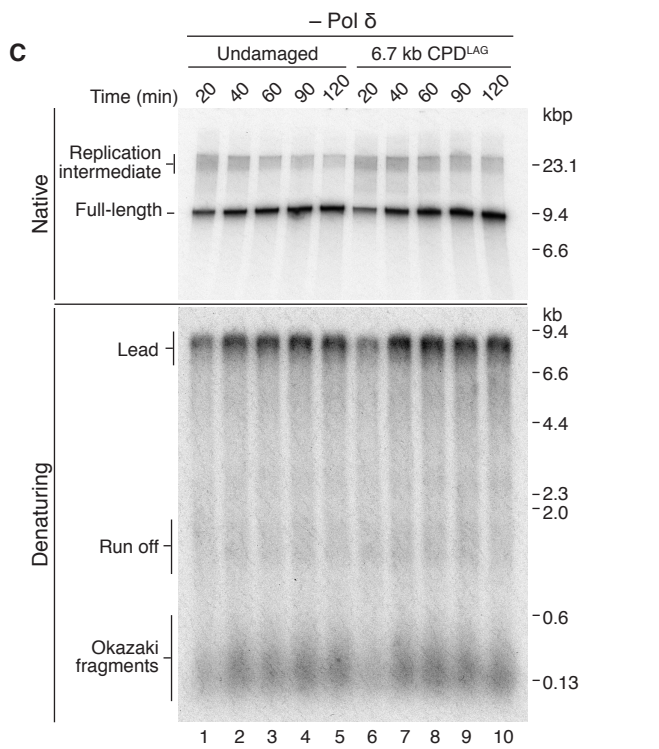 C
– Pol δ
Undamaged 6.7 kb CPDLAG
Time (min) 20 40 60 90 120 20 40 60 90 120
kbp
Replication
intermediate
23.1
Full-length
9.4
6.6
Native
kb
9.4
Lead
6.6
4.4
2.3
2.0
Run off
Denaturing
0.6
Okazaki
fragments
0.13
1 2 3 4 5 6 7 8 9 10